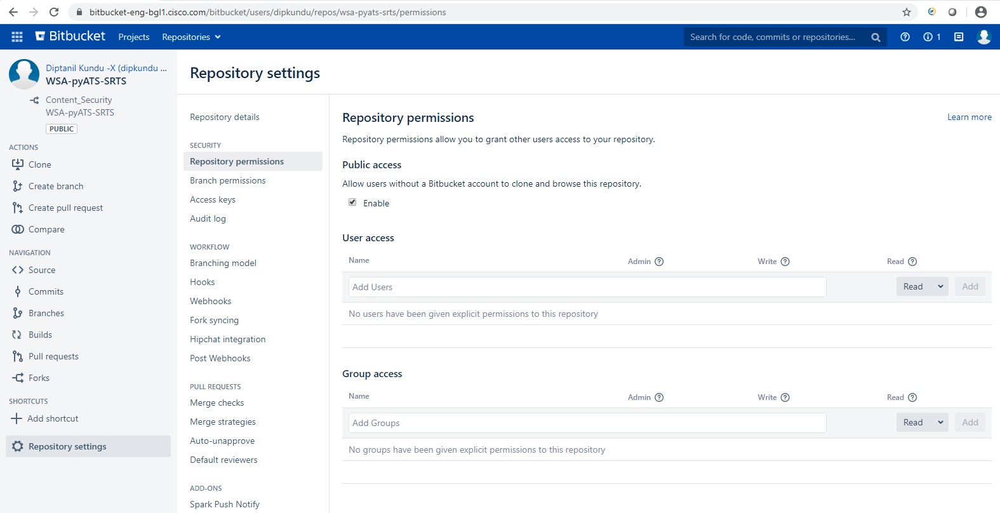 bitbucket-eng-bgl1.cisco.com/bitbucket/users/dipkundu/repos/wsa-pyats-srts/permissions
Bitbucket Projects Repositories Search for code, commits or repositories... 1
Diptanil Kundu -X (dipkundu ...
WSA-pyATS-SRTS
Content_Security
WSA-pyATS-SRTS
PUBLIC
ACTIONS
Clone
Create branch
Create pull request
Compare
NAVIGATION
Source
Commits
Branches
Builds
Pull requests
Forks
SHORTCUTS
Add shortcut
Repository settings
Repository settings
Repository details
SECURITY
Repository permissions
Branch permissions
Access keys
Audit log
WORKFLOW
Branching model
Hooks
Webhooks
Fork syncing
Hipchat integration
Post Webhooks
PULL REQUESTS
Merge checks
Merge strategies
Auto-unapprove
Default reviewers
ADD-ONS
Spark Push Notify
Repository permissions Learn more
Repository permissions allow you to grant other users access to your repository.
Public access
Allow users without a Bitbucket account to clone and browse this repository.
Enable
User access
Name Admin ? Write ? Read ?
Add Users Read Add
No users have been given explicit permissions to this repository
Group access
Name Admin ? Write ? Read ?
Add Groups Read Add
No groups have been given explicit permissions to this repository